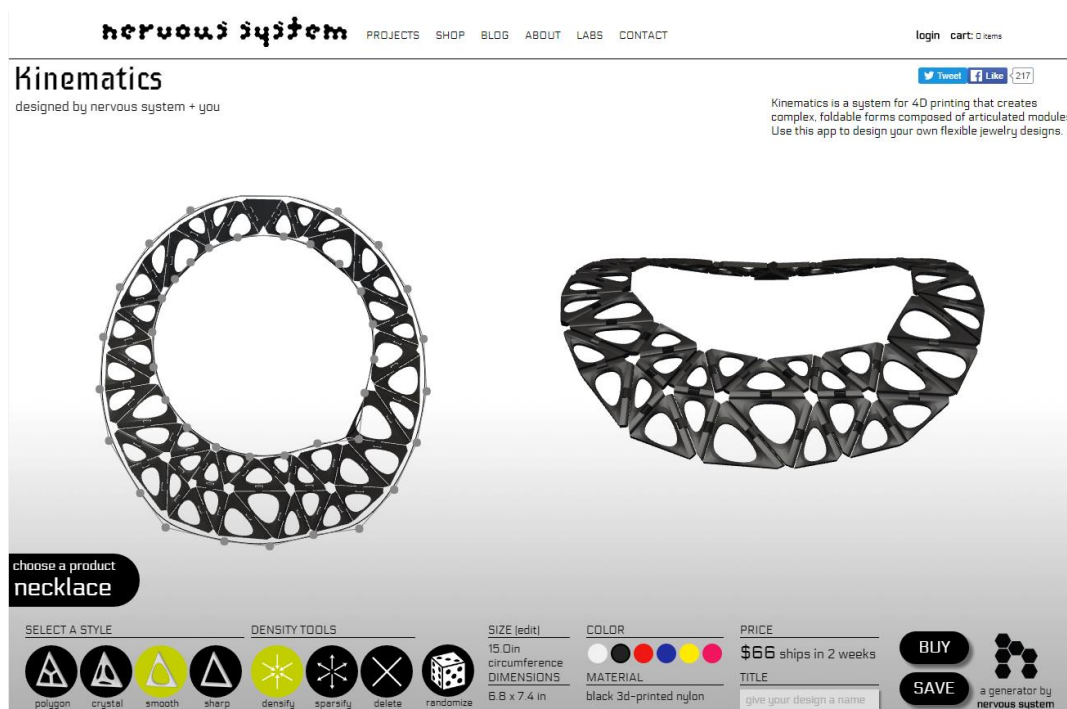 nervous system
PROJECTS SHOP BLOG ABOUT LABS CONTACT
login cart: 0 items
Kinematics
designed by nervous system + you
Tweet
Like
217
Kinematics is a system for 4D printing that creates
complex, foldable forms composed of articulated modules
Use this app to design your own flexible jewelry designs.
choose a product
necklace
SELECT A STYLE
polygon crystal smooth sharp
DENSITY TOOLS
densify sparsify delete
randomize
SIZE (edit)
15.0in
circumference
DIMENSIONS
6.8 x 7.4 in
COLOR
MATERIAL
black 3d-printed nylon
PRICE
$66 ships in 2 weeks
TITLE
give your design a name
BUY
SAVE
a generator by
nervous system